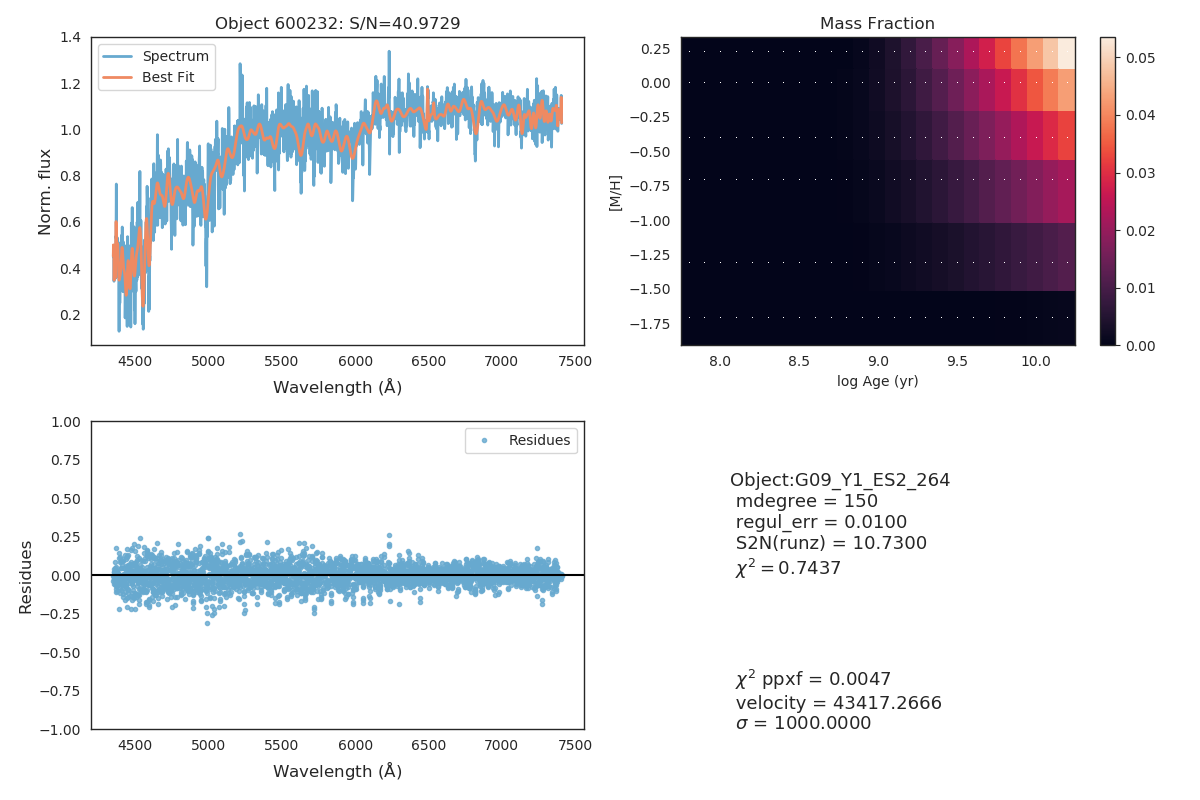 Object 600232: S/N=40.9729
Norm. flux
1.4
1.2
1.0
0.8
0.6
0.4
0.2
Spectrum
Best Fit
4500 5000 5500 6000 6500 7000 7500
Wavelength (Å)
Mass Fraction
[M/H]
0.25
0.00
−0.25
−0.50
−0.75
−1.00
−1.25
−1.50
−1.75
8.0 8.5 9.0 9.5 10.0
log Age (yr)
0.05
0.04
0.03
0.02
0.01
0.00
Residues
1.00
0.75
0.50
0.25
0.00
−0.25
−0.50
−0.75
−1.00
Residues
4500 5000 5500 6000 6500 7000 7500
Wavelength (Å)
Object:G09_Y1_ES2_264
mdegree = 150
regul_err = 0.0100
S2N(runz) = 10.7300
χ² = 0.7437
χ² ppxf = 0.0047
velocity = 43417.2666
σ = 1000.0000